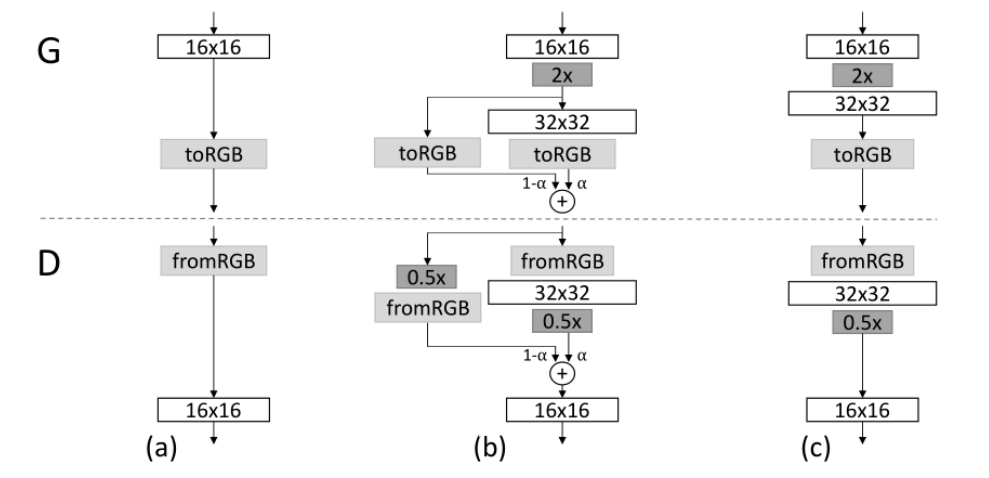 G
16x16
toRGB
16x16
2x
32x32
toRGB
toRGB
1-α
α
+
16x16
2x
32x32
toRGB
D
fromRGB
16x16
(a)
0.5x
fromRGB
fromRGB
32x32
0.5x
1-α
α
+
16x16
(b)
fromRGB
32x32
0.5x
16x16
(c)